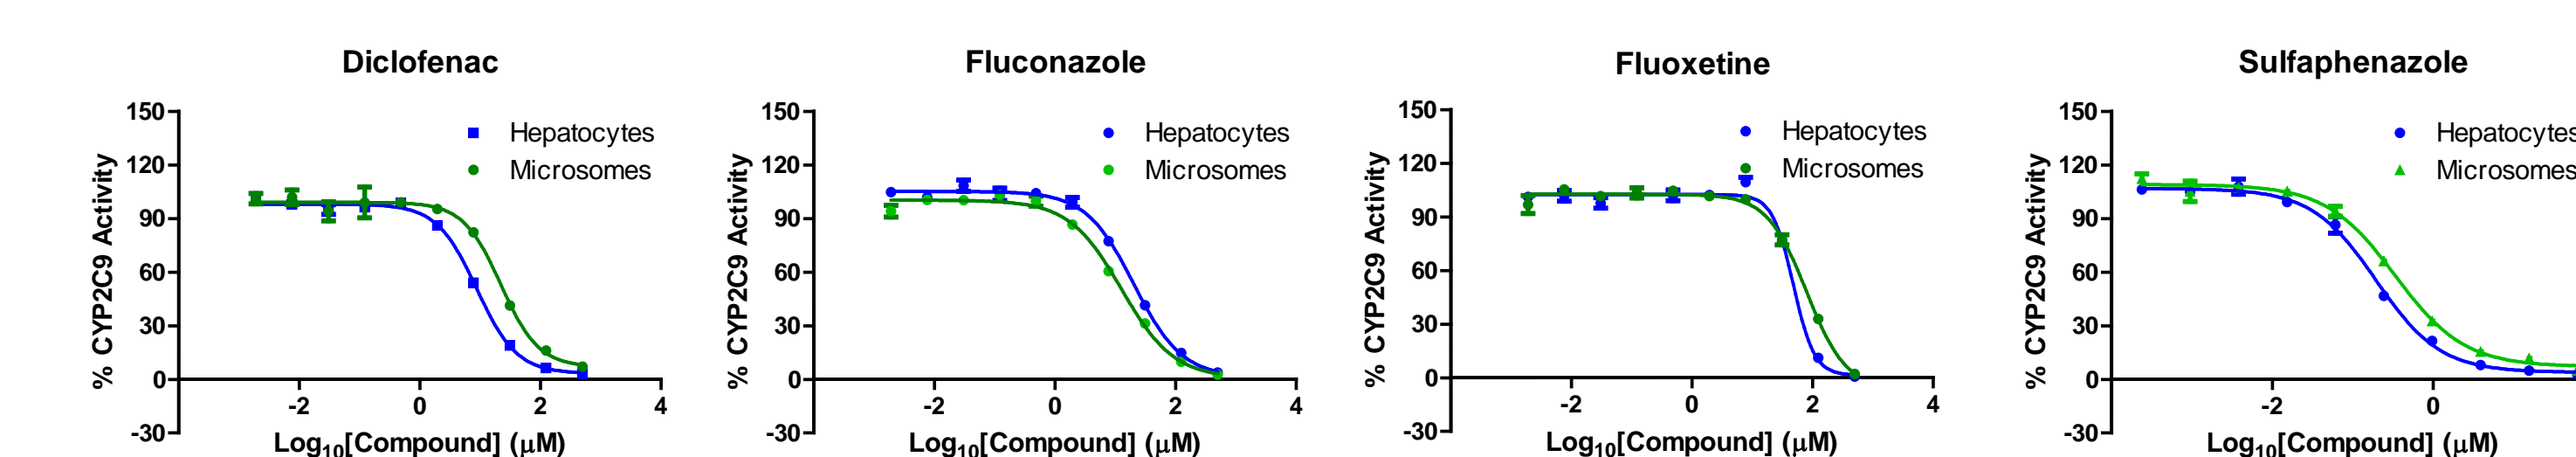 Diclofenac
150
120
90
60
30
0
-30
-2
0
2
4
% CYP2C9 Activity
Hepatocytes
Microsomes
Log10[Compound] (μM)
Fluconazole
150
120
90
60
30
0
-30
-2
0
2
4
% CYP2C9 Activity
Hepatocytes
Microsomes
Log10[Compound] (μM)
Fluoxetine
150
120
90
60
30
0
-30
-2
0
2
4
% CYP2C9 Activity
Hepatocytes
Microsomes
Log10[Compound] (μM)
Sulfaphenazole
150
120
90
60
30
0
-30
-2
0
% CYP2C9 Activity
Hepatocytes
Microsomes
Log10[Compound] (μM)